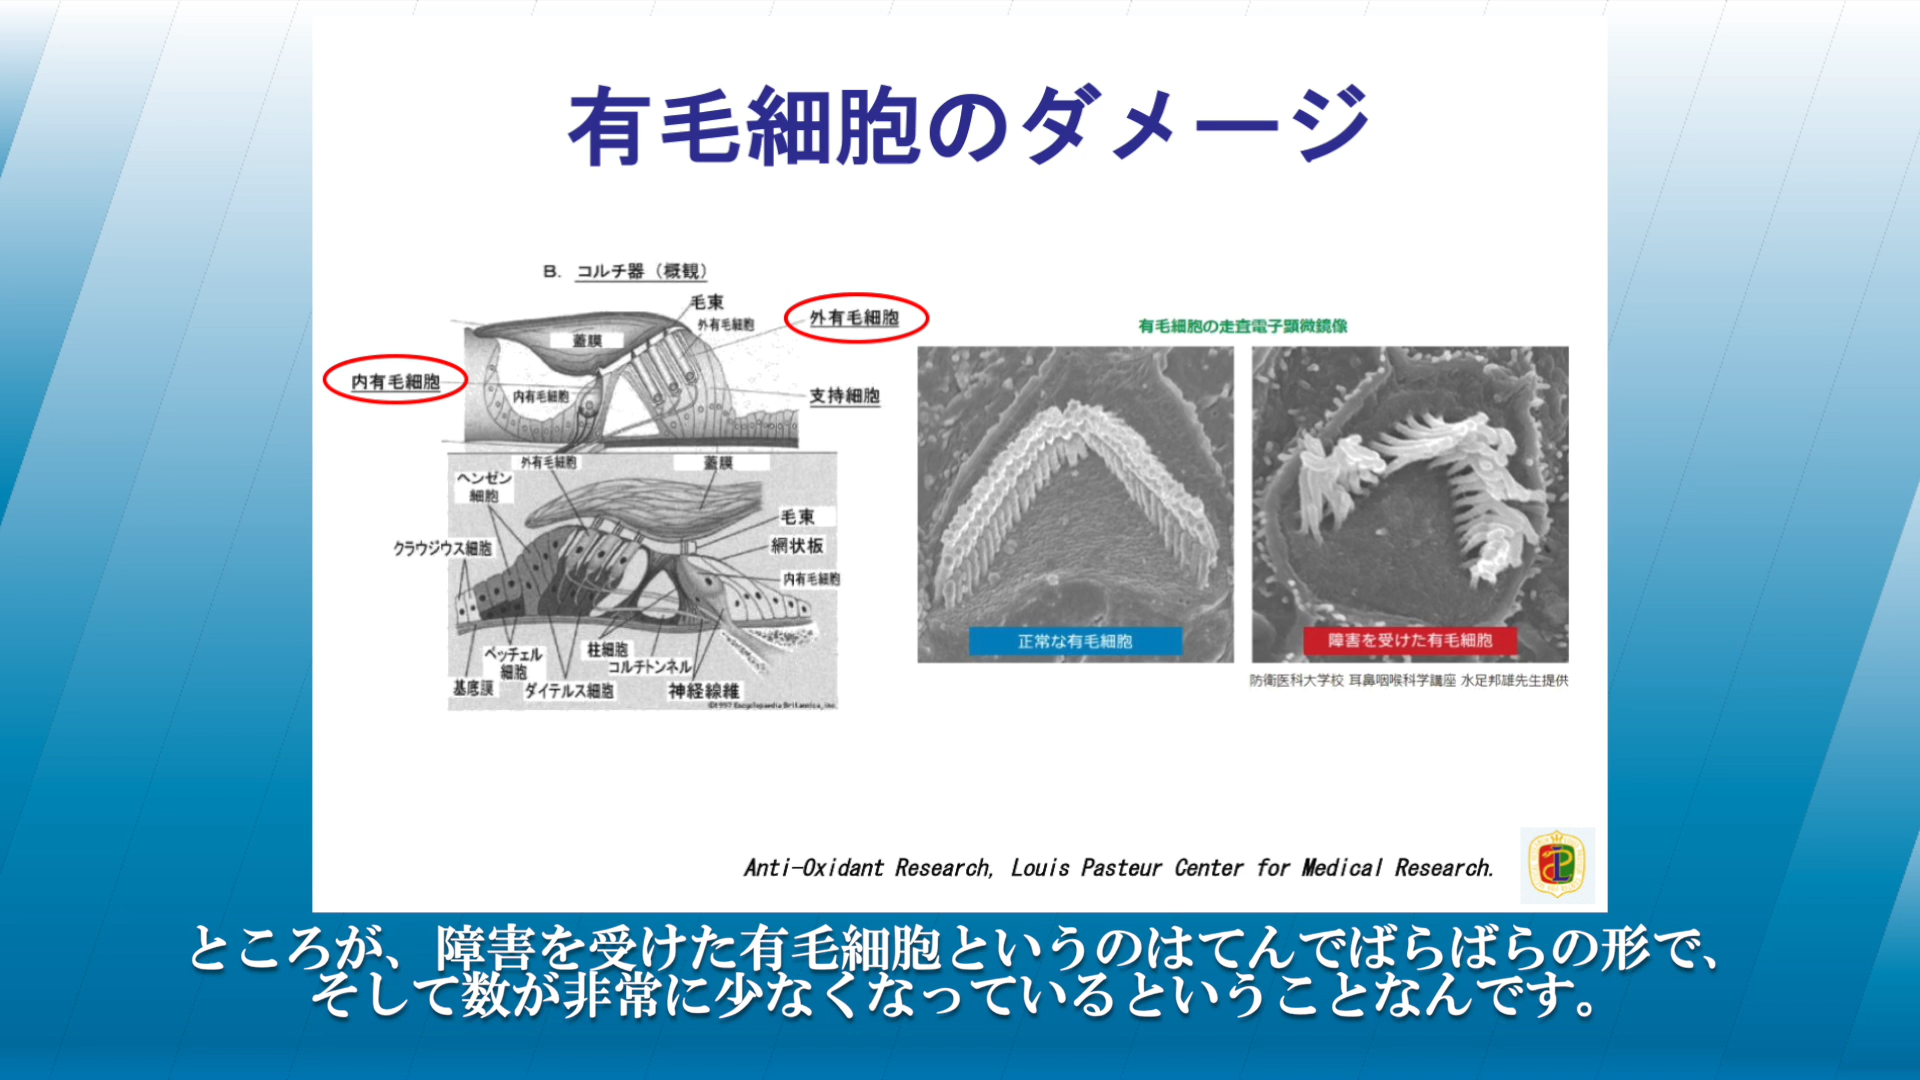 有毛細胞のダメージ
B. コルチ器（概観）
毛束
外有毛細胞
外有毛細胞
蓋膜
内有毛細胞
内有毛細胞
支持細胞
外有毛細胞
蓋膜
ヘンゼン
細胞
毛束
クラウジウス細胞
網状板
内有毛細胞
柱細胞
ベッチェル
細胞
コルチトンネル
基底膜
ダイテルス細胞
神経線維
©1997 Encyclopaedia Britannica, Inc.
有毛細胞の走査電子顕微鏡像
正常な有毛細胞
障害を受けた有毛細胞
防衛医科大学校 耳鼻咽喉科学講座 水足邦雄先生提供
Anti-Oxidant Research, Louis Pasteur Center for Medical Research.
ところが、障害を受けた有毛細胞というのはてんでばらばらの形で、
そして数が非常に少なくなっているということなんです。